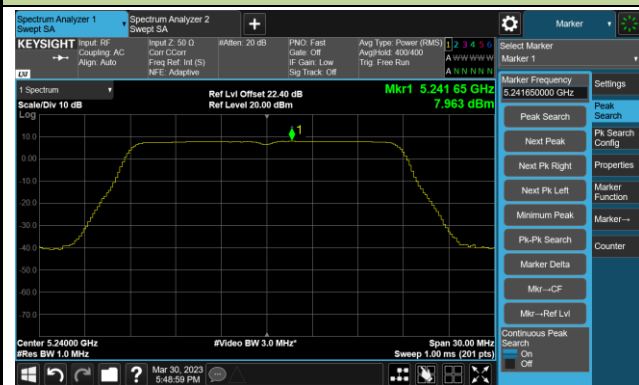 Spectrum Analyzer 1
Swept SA
Spectrum Analyzer 2
Swept SA
+
Marker
KEYSIGHT
Input: RF
Coupling: AC
Align: Auto
Input Z: 50 Ω
Corr CCorr
Freq Ref: Int (S)
NFE: Adaptive
#Atten: 20 dB
PNO: Fast
Gate: Off
IF Gain: Low
Sig Track: Off
Avg Type: Power (RMS)
Avg|Hold: 400/400
Trig: Free Run
1 2 3 4 5 6
A W W W W W
A N N N N N
LXI
Select Marker
Marker 1
1 Spectrum
Scale/Div 10 dB
Log
Ref Lvl Offset 22.40 dB
Ref Level 20.00 dBm
Mkr1 5.241 65 GHz
7.963 dBm
10.0
0.00
-10.0
-20.0
-30.0
-40.0
-50.0
-60.0
-70.0
1
Center 5.24000 GHz
#Res BW 1.0 MHz
#Video BW 3.0 MHz*
Span 30.00 MHz
Sweep 1.00 ms (201 pts)
Marker Frequency
5.241650000 GHz
Peak Search
Next Peak
Next Pk Right
Next Pk Left
Minimum Peak
Pk-Pk Search
Marker Delta
Mkr→CF
Mkr→Ref Lvl
Continuous Peak
Search
On
Off
Settings
Peak
Search
Pk Search
Config
Properties
Marker
Function
Marker→
Counter
?
Mar 30, 2023
5:48:59 PM